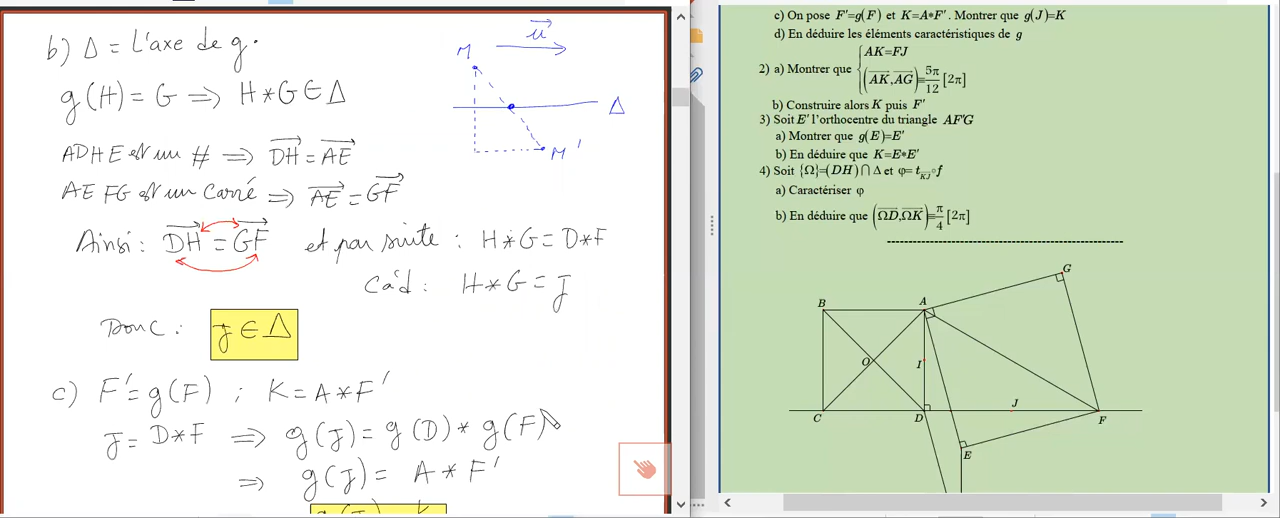 b) Δ = L'axe de g.
g(H) = G ⟹ H * G ∈ Δ
ADHE est un # ⟹ DH = AE
AEFG est un carré ⟹ AE = GF
Ainsi : DH = GF et par suite : H * G = D * F
Càd : H * G = J
Donc : J ∈ Δ
c) F' = g(F) ; K = A * F'
J = D * F ⟹ g(J) = g(D) * g(F)
⟹ g(J) = A * F'
u
M
Δ
M'
c) On pose F'=g(F) et K=A*F'. Montrer que g(J)=K
d) En déduire les éléments caractéristiques de g
2) a) Montrer que { AK=FJ
(AK,AG)≡5π/12 [2π]
b) Construire alors K puis F'
3) Soit E' l'orthocentre du triangle AF'G
a) Montrer que g(E)=E'
b) En déduire que K=E*E'
4) Soit {Ω}=(DH)∩Δ et φ=t_KJ∘f
a) Caractériser φ
b) En déduire que (ΩD,ΩK)≡π/4 [2π]
G
B
A
O
I
J
C
D
F
E